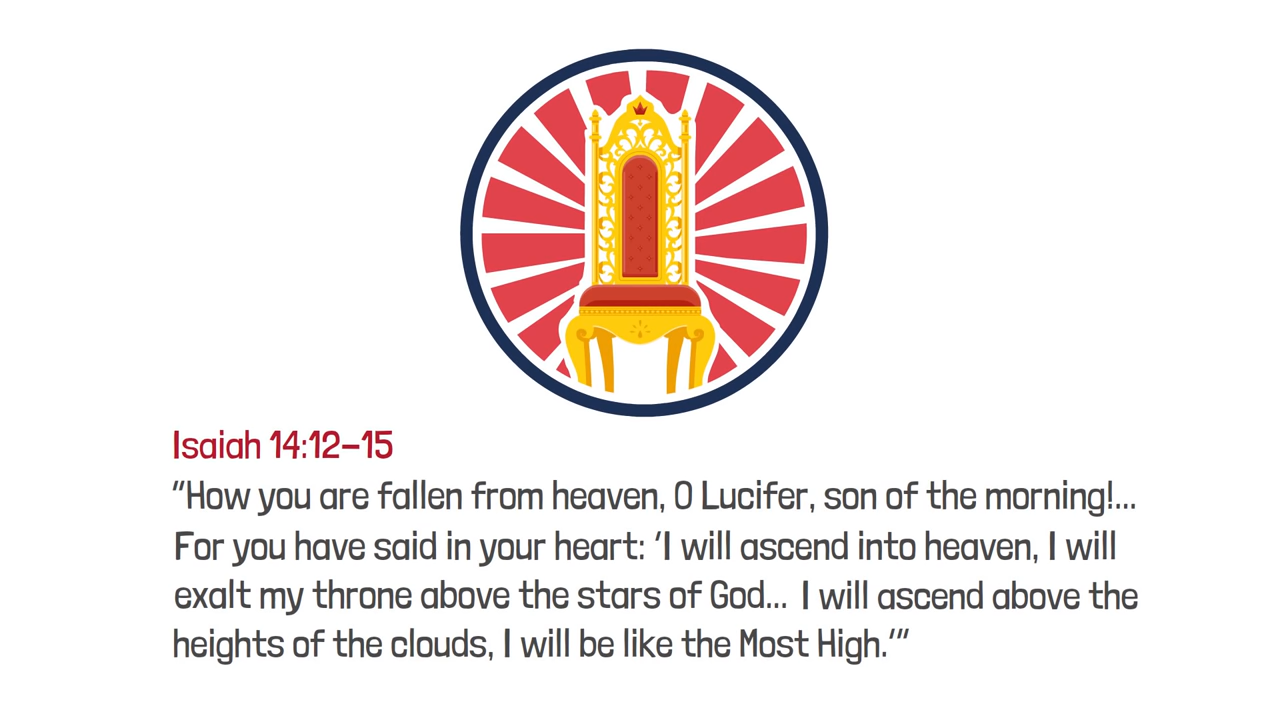 Isaiah 14:12–15
“How you are fallen from heaven, O Lucifer, son of the morning!...
For you have said in your heart: ‘I will ascend into heaven, I will
exalt my throne above the stars of God... I will ascend above the
heights of the clouds, I will be like the Most High.’”